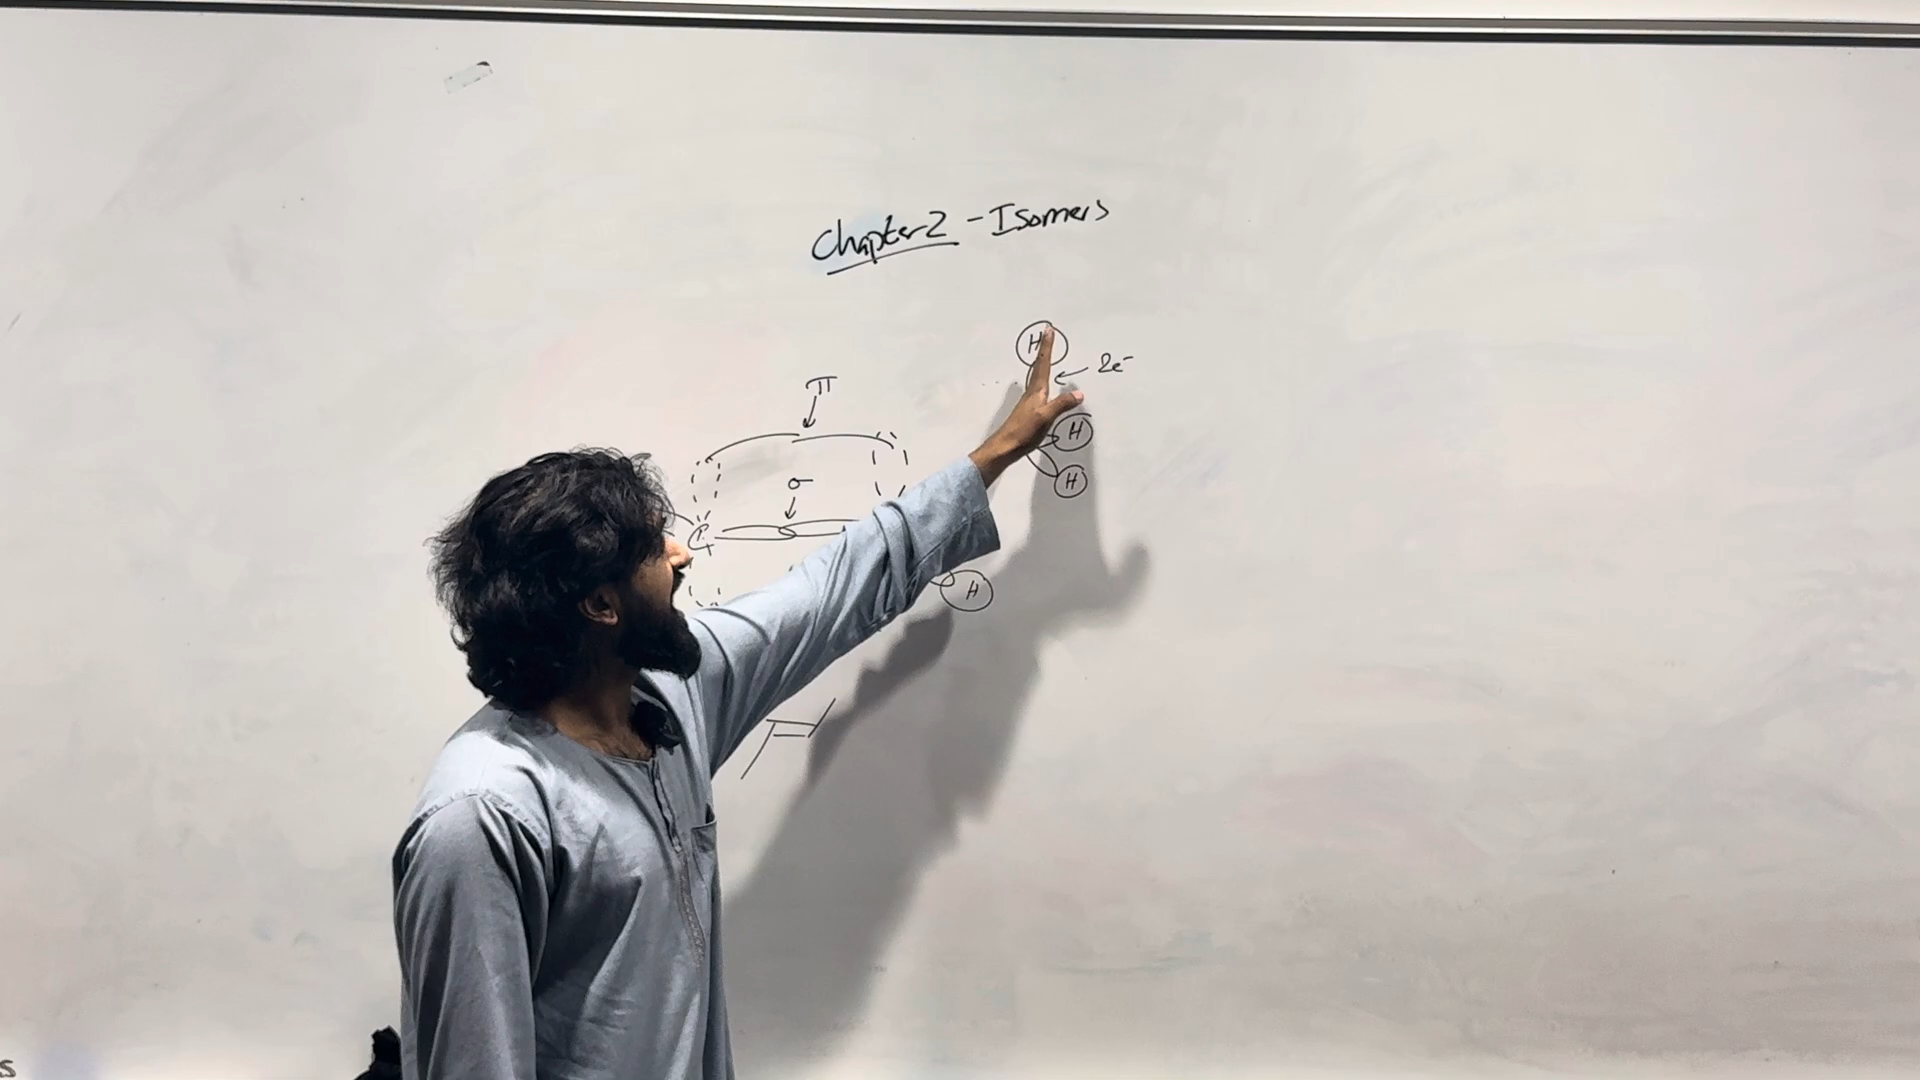 Chapter 2 - Isomers
H
2e⁻
π
H
σ
H
C
H
s